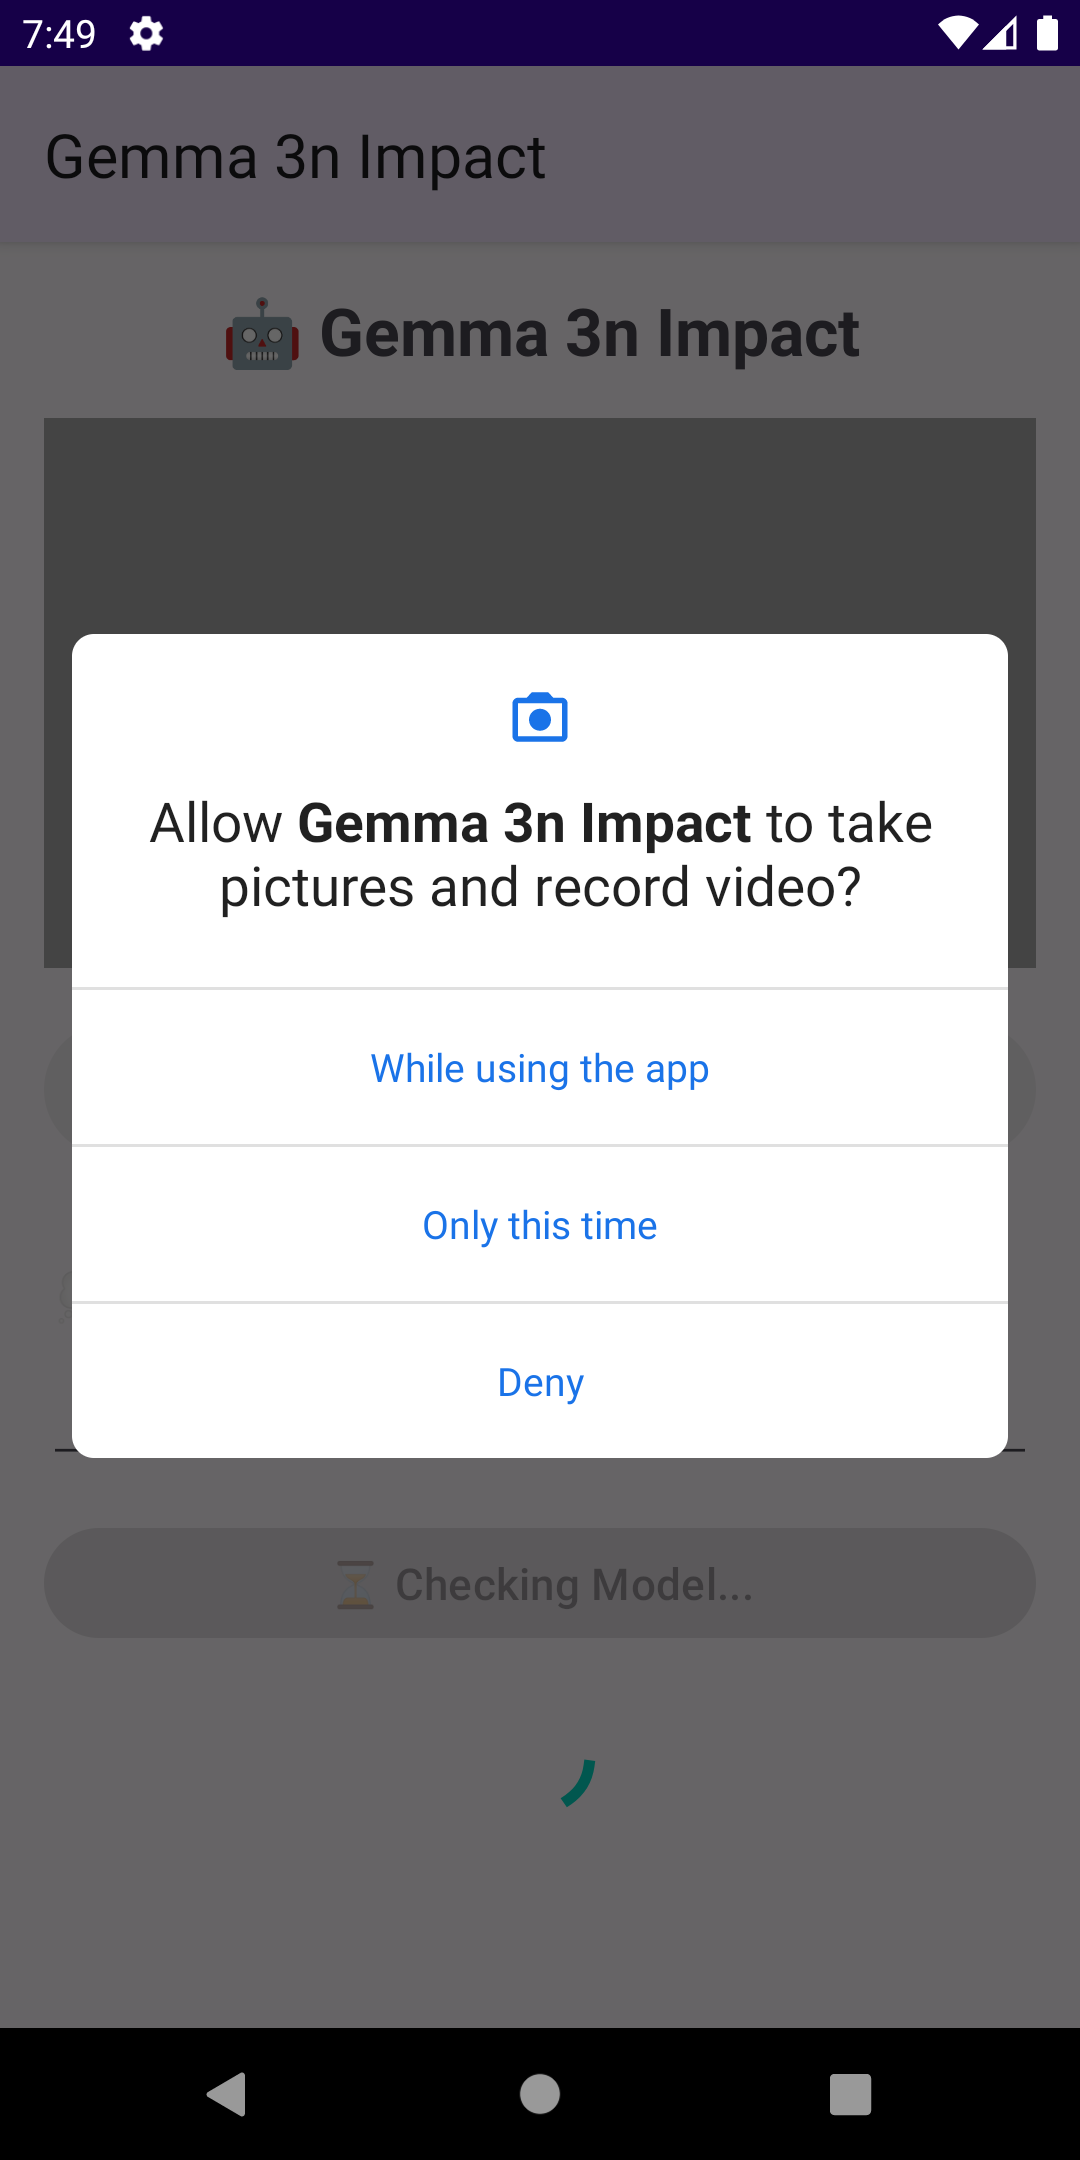 7:49
Gemma 3n Impact
🤖 Gemma 3n Impact
Allow Gemma 3n Impact to take
pictures and record video?
While using the app
Only this time
Deny
⏳ Checking Model...